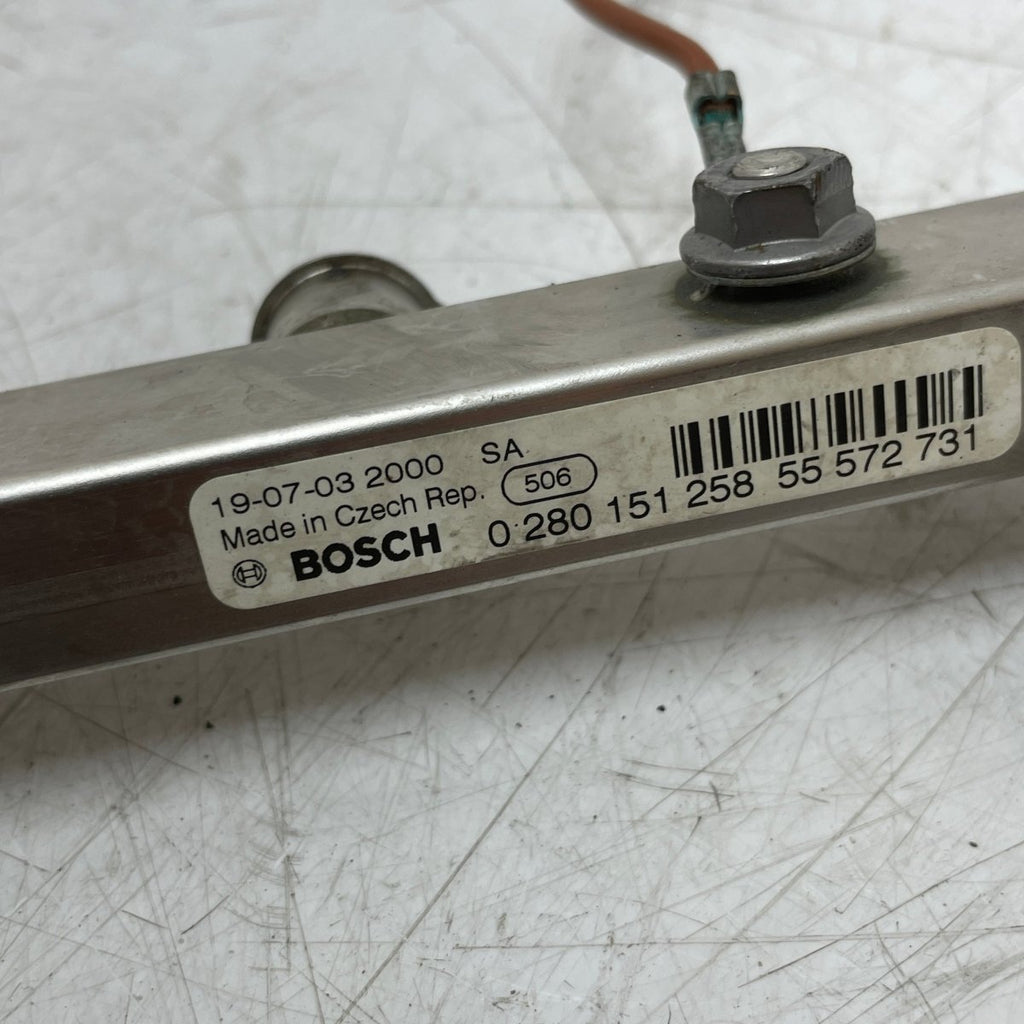 19-07-03 2000 SA
Made in Czech Rep. 506
BOSCH 0 280 151 258 55 572 731